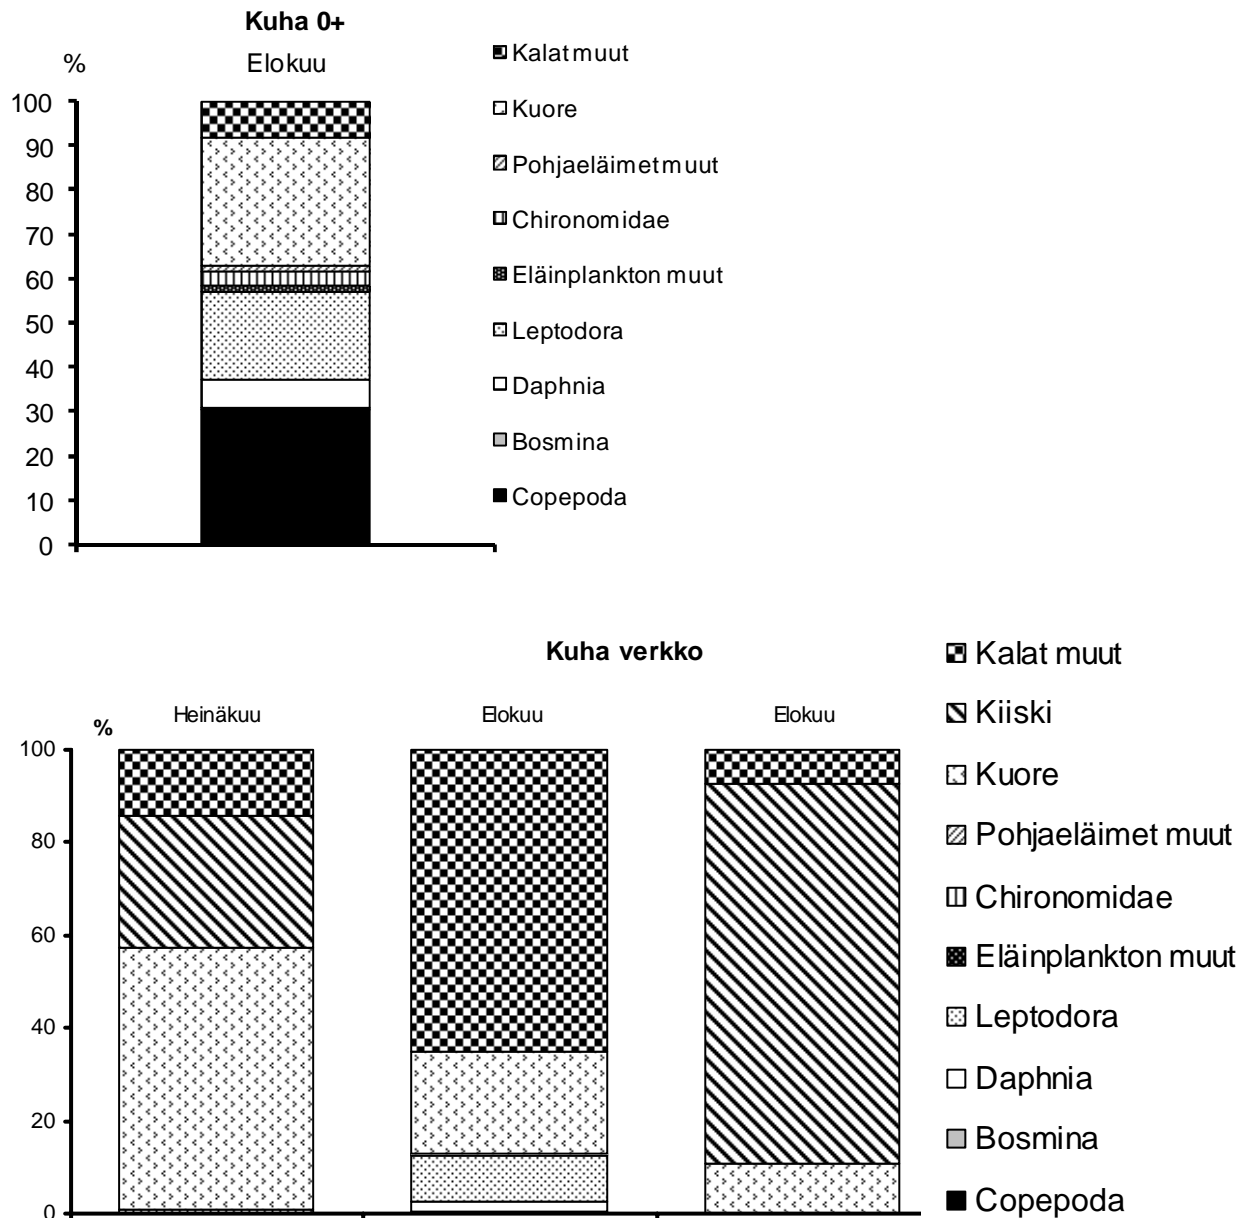 Kuha 0+
%
Elokuu
100
90
80
70
60
50
40
30
20
10
0
Kalat muut
Kuore
Pohjaeläimet muut
Chironomidae
Eläinplankton muut
Leptodora
Daphnia
Bosmina
Copepoda
Kuha verkko
%
Heinäkuu
Elokuu
Elokuu
100
80
60
40
20
0
Kalat muut
Kiiski
Kuore
Pohjaeläimet muut
Chironomidae
Eläinplankton muut
Leptodora
Daphnia
Bosmina
Copepoda